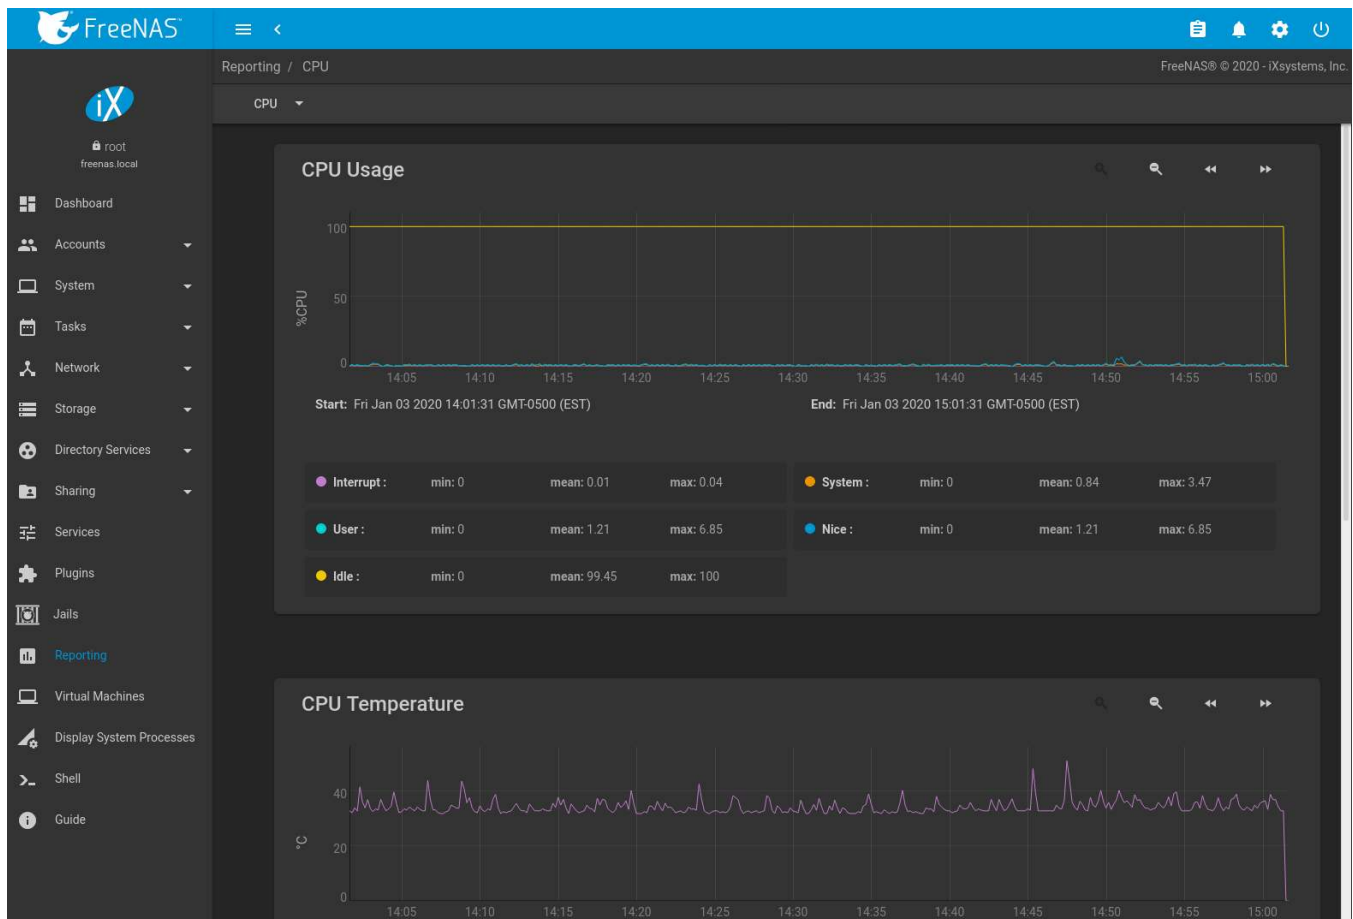 FreeNAS
Reporting / CPU
FreeNAS® © 2020 - iXsystems, Inc.
iX
CPU
root
freenas.local
Dashboard
Accounts
System
Tasks
Network
Storage
Directory Services
Sharing
Services
Plugins
Jails
Reporting
Virtual Machines
Display System Processes
Shell
Guide
CPU Usage
100
50
0
%CPU
14:05 14:10 14:15 14:20 14:25 14:30 14:35 14:40 14:45 14:50 14:55 15:00
Start: Fri Jan 03 2020 14:01:31 GMT-0500 (EST) End: Fri Jan 03 2020 15:01:31 GMT-0500 (EST)
Interrupt : min: 0 mean: 0.01 max: 0.04
System : min: 0 mean: 0.84 max: 3.47
User : min: 0 mean: 1.21 max: 6.85
Nice : min: 0 mean: 1.21 max: 6.85
Idle : min: 0 mean: 99.45 max: 100
CPU Temperature
40
20
0
°C
14:05 14:10 14:15 14:20 14:25 14:30 14:35 14:40 14:45 14:50 14:55 15:00